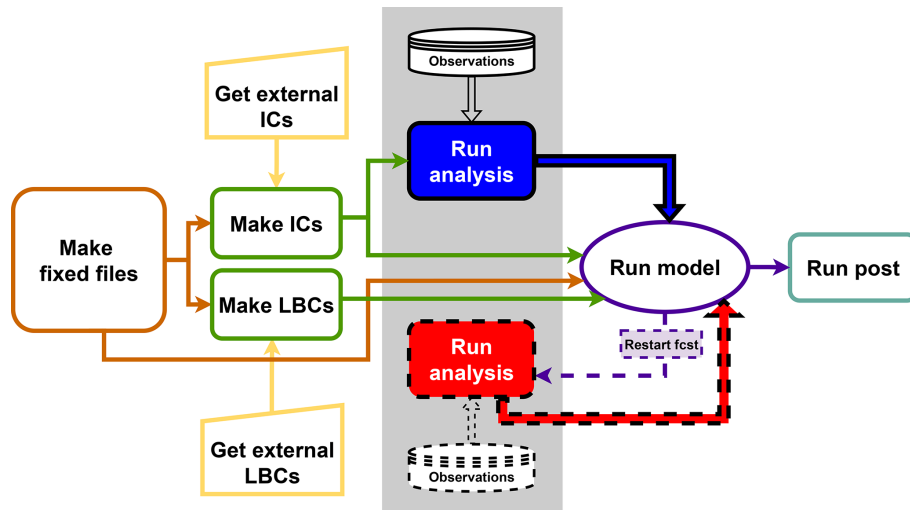 Observations
Get external
ICs
Run
analysis
Make ICs
Make
fixed files
Run model
Run post
Make LBCs
Run
analysis
Restart fcst
Get external
LBCs
Observations